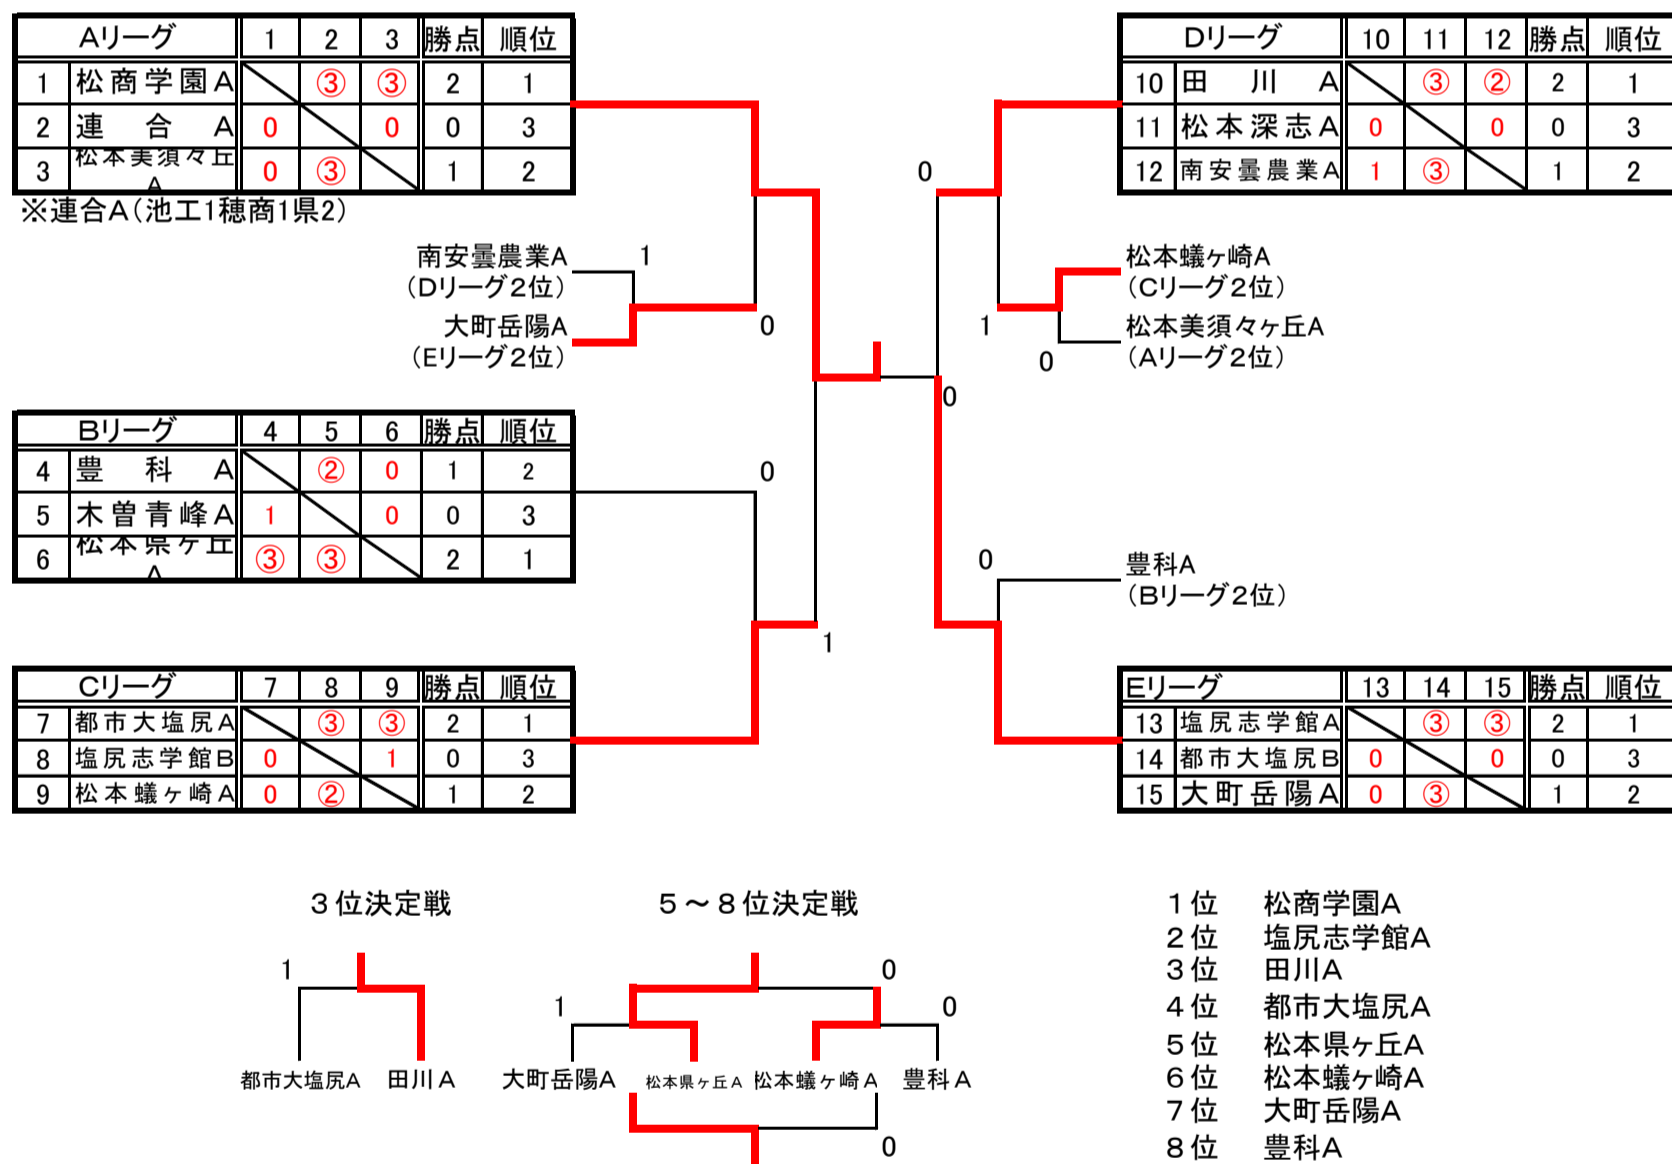 Aリーグ 1 2 3 勝点 順位
1 松商学園A ③ ③ 2 1
2 連合A 0 0 0 3
3 松本美須々丘A 0 ③ 1 2
※連合A(池工1穂商1県2)
Dリーグ 10 11 12 勝点 順位
10 田川A ③ ② 2 1
11 松本深志A 0 0 0 3
12 南安曇農業A 1 ③ 1 2
0
南安曇農業A 1
(Dリーグ2位)
大町岳陽A 0
(Eリーグ2位)
松本蟻ヶ崎A
(Cリーグ2位)
1 松本美須々ヶ丘A
0 (Aリーグ2位)
0
Bリーグ 4 5 6 勝点 順位
4 豊科A ② 0 1 2
5 木曽青峰A 1 0 0 3
6 松本県ヶ丘A ③ ③ 2 1
0
0 豊科A
(Bリーグ2位)
1
Cリーグ 7 8 9 勝点 順位
7 都市大塩尻A ③ ③ 2 1
8 塩尻志学館B 0 1 0 3
9 松本蟻ヶ崎A 0 ② 1 2
Eリーグ 13 14 15 勝点 順位
13 塩尻志学館A ③ ③ 2 1
14 都市大塩尻B 0 0 0 3
15 大町岳陽A 0 ③ 1 2
3位決定戦
1
都市大塩尻A 田川A
5~8位決定戦
0
1 0
大町岳陽A 松本県ヶ丘A 松本蟻ヶ崎A 豊科A
0
1位 松商学園A
2位 塩尻志学館A
3位 田川A
4位 都市大塩尻A
5位 松本県ヶ丘A
6位 松本蟻ヶ崎A
7位 大町岳陽A
8位 豊科A